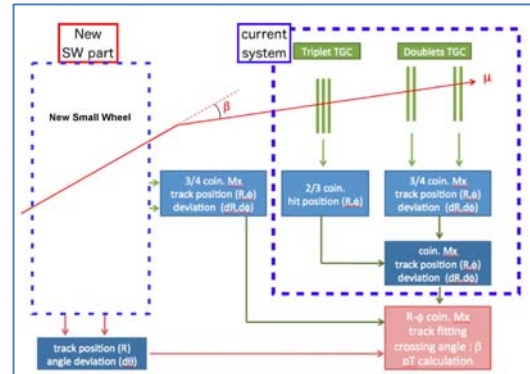 New
SW part
current
system
Triplet TGC
Doublets TGC
μ
β
New Small Wheel
3/4 coin. Mx
track position (R,φ)
deviation (dR,dφ)
2/3 coin.
hit position (R,φ)
3/4 coin. Mx
track position (R,φ)
deviation (dR,dφ)
coin. Mx
track position (R,φ)
deviation (dR,dφ)
track position (R)
angle deviation (dθ)
R-φ coin. Mx
track fitting
crossing angle : β
pT calculation